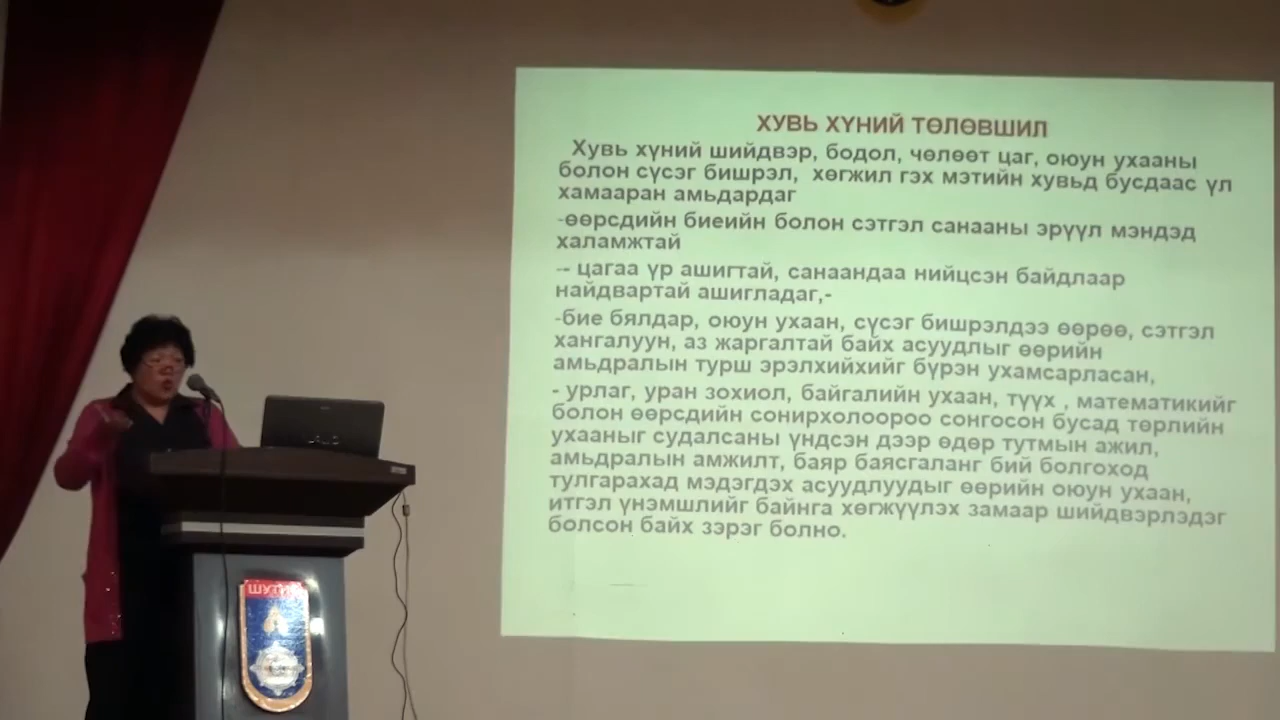 ХУВЬ ХҮНИЙ ТӨЛӨВШИЛ
Хувь хүний шийдвэр, бодол, чөлөөт цаг, оюун ухааны
болон сүсэг бишрэл, хөгжил гэх мэтийн хувьд бусдаас үл
хамааран амьдардаг
-өөрсдийн биеийн болон сэтгэл санааны эрүүл мэндэд
халамжтай
-- цагаа үр ашигтай, санаандаа нийцсэн байдлаар
найдвартай ашигладаг,-
-бие бялдар, оюун ухаан, сүсэг бишрэлдээ өөрөө, сэтгэл
хангалуун, аз жаргалтай байх асуудлыг өөрийн
амьдралын турш эрэлхийхийг бүрэн ухамсарласан,
- урлаг, уран зохиол, байгалийн ухаан, түүх , математикийг
болон өөрсдийн сонирхолоороо сонгосон бусад төрлийн
ухааныг судалсаны үндсэн дээр өдөр тутмын ажил,
амьдралын амжилт, баяр баясгаланг бий болгоход
тулгарахад мэдэгдэх асуудлуудыг өөрийн оюун ухаан,
итгэл үнэмшлийг байнга хөгжүүлэх замаар шийдвэрлэдэг
болсон байх зэрэг болно.
ШУТИС